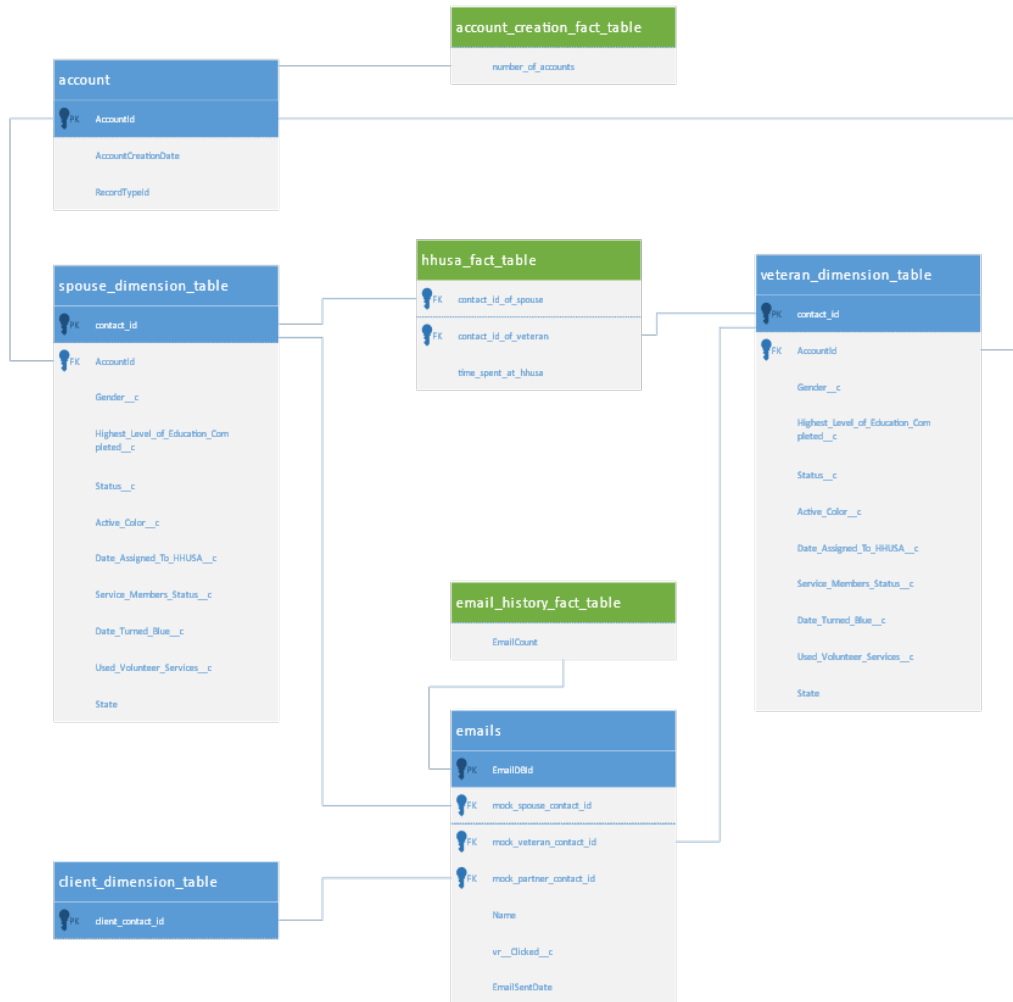 account_creation_fact_table
number_of_accounts
account
PK AccountId
AccountCreationDate
RecordTypeId
spouse_dimension_table
PK contact_id
FK AccountId
Gender__c
Highest_Level_of_Education_Com
pleted__c
Status__c
Active_Color__c
Date_Assigned_To_HHUSA__c
Service_Members_Status__c
Date_Turned_Blue__c
Used_Volunteer_Services__c
State
hhusa_fact_table
FK contact_id_of_spouse
FK contact_id_of_veteran
time_spent_at_hhusa
veteran_dimension_table
PK contact_id
FK AccountId
Gender__c
Highest_Level_of_Education_Com
pleted__c
Status__c
Active_Color__c
Date_Assigned_To_HHUSA__c
Service_Members_Status__c
Date_Turned_Blue__c
Used_Volunteer_Services__c
State
email_history_fact_table
EmailCount
emails
PK EmailDBId
FK mock_spouse_contact_id
FK mock_veteran_contact_id
FK mock_partner_contact_id
Name
vr__Clicked__c
EmailSentDate
client_dimension_table
PK client_contact_id